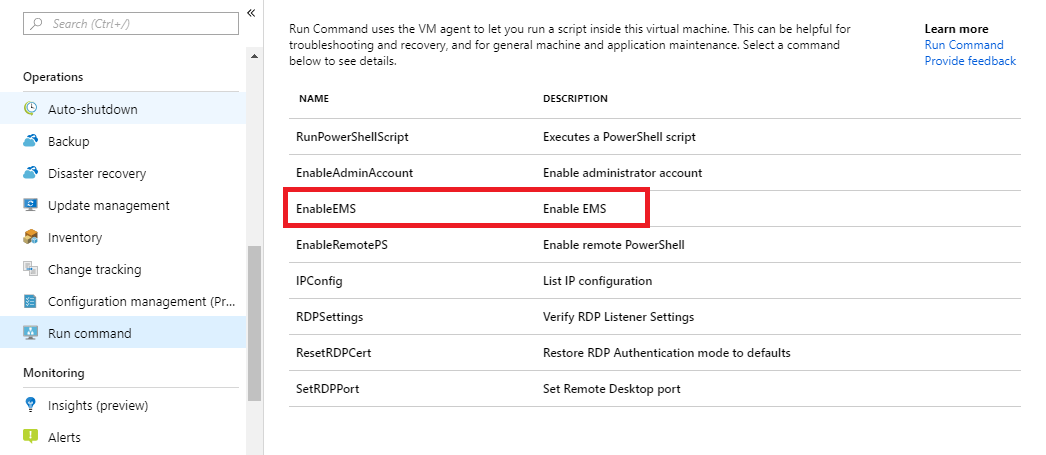 Search (Ctrl+/)
«
Operations
Auto-shutdown
Backup
Disaster recovery
Update management
Inventory
Change tracking
Configuration management (Pr...
Run command
Monitoring
Insights (preview)
Alerts
Run Command uses the VM agent to let you run a script inside this virtual machine. This can be helpful for
troubleshooting and recovery, and for general machine and application maintenance. Select a command
below to see details.
Learn more
Run Command
Provide feedback
NAME DESCRIPTION
RunPowerShellScript Executes a PowerShell script
EnableAdminAccount Enable administrator account
EnableEMS Enable EMS
EnableRemotePS Enable remote PowerShell
IPConfig List IP configuration
RDPSettings Verify RDP Listener Settings
ResetRDPCert Restore RDP Authentication mode to defaults
SetRDPPort Set Remote Desktop port